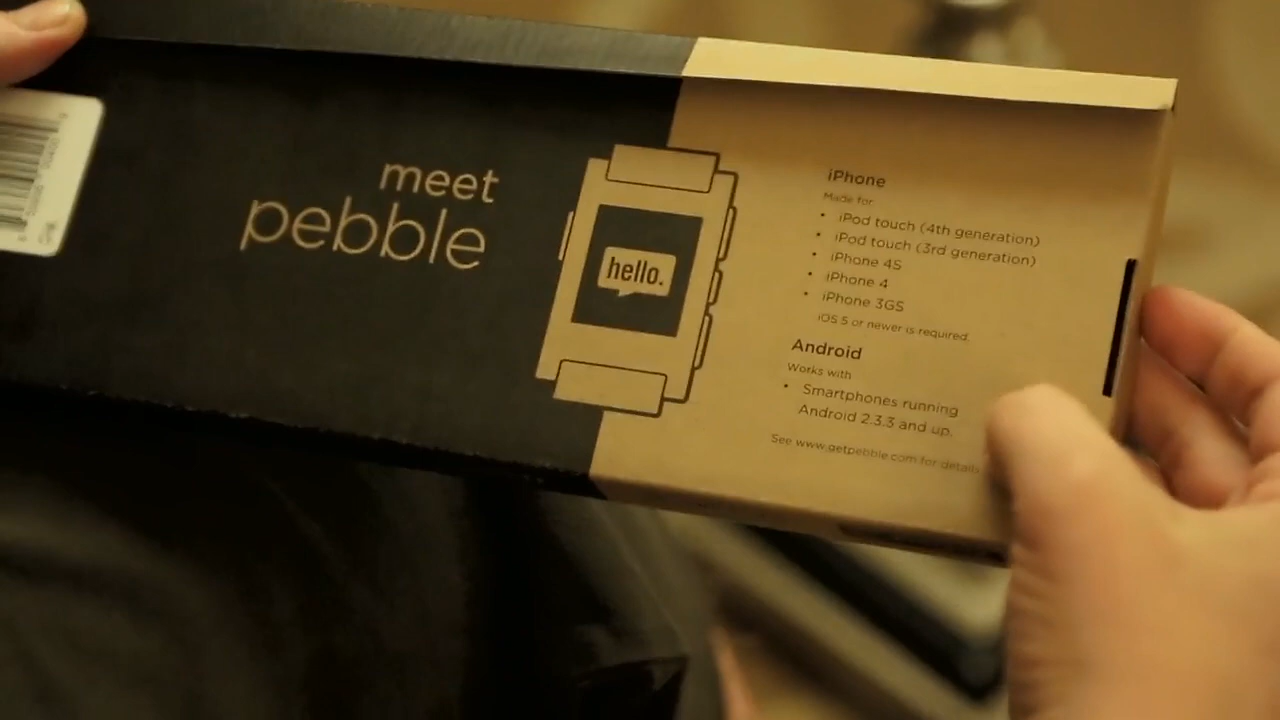 meet
pebble
hello.
iPhone
Made for
• iPod touch (4th generation)
• iPod touch (3rd generation)
• iPhone 4S
• iPhone 4
• iPhone 3GS
iOS 5 or newer is required.
Android
Works with
• Smartphones running
Android 2.3.3 and up.
See www.getpebble.com for details